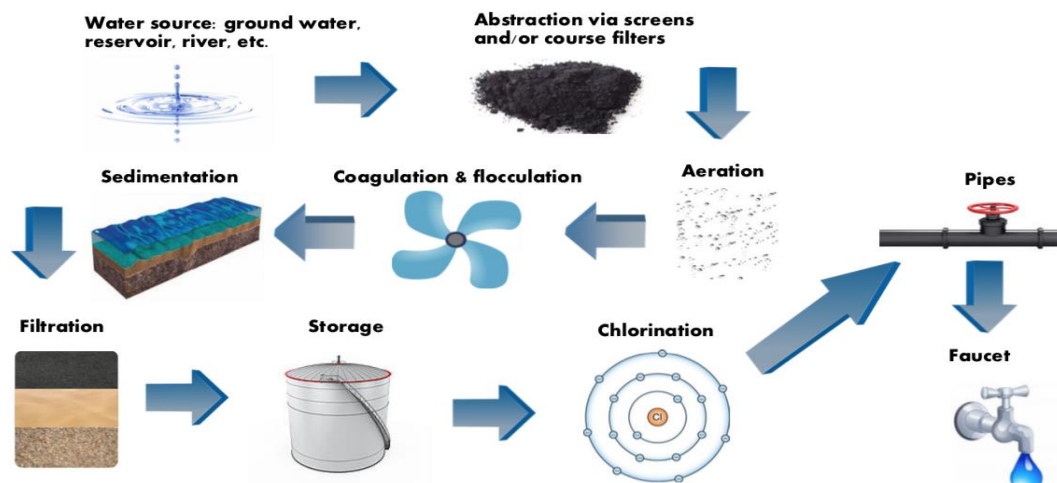 Water source: ground water,
reservoir, river, etc.
Abstraction via screens
and/or course filters
Aeration
Coagulation & flocculation
Sedimentation
Filtration
Storage
Chlorination
Cl
Pipes
Faucet